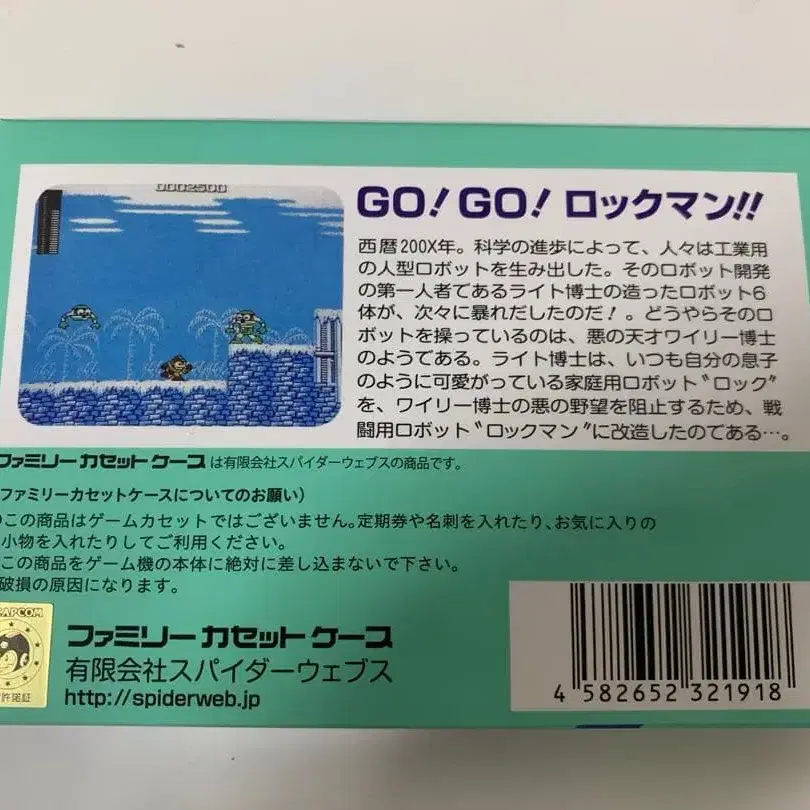 0002500
GO! GO! ロックマン!!
西暦200X年。科学の進歩によって、人々は工業用
の人型ロボットを生み出した。そのロボット開発
の第一人者であるライト博士の造ったロボット6
体が、次々に暴れだしたのだ!。どうやらそのロ
ボットを操っているのは、悪の天才ワイリー博士
のようである。ライト博士は、いつも自分の息子
のように可愛がっている家庭用ロボット〝ロック〟
を、ワイリー博士の悪の野望を阻止するため、戦
闘用ロボット〝ロックマン〟に改造したのである…。
ファミリーカセットケースは有限会社スパイダーウェブスの商品です。
ファミリーカセットケースについてのお願い)
この商品はゲームカセットではございません。定期券や名刺を入れたり、お気に入りの
小物を入れたりしてご利用ください。
この商品をゲーム機の本体に絶対に差し込まないで下さい。
破損の原因になります。
CAPCOM
許諾証
ファミリーカセットケース
有限会社スパイダーウェブス
http://spiderweb.jp
4 582652 321918